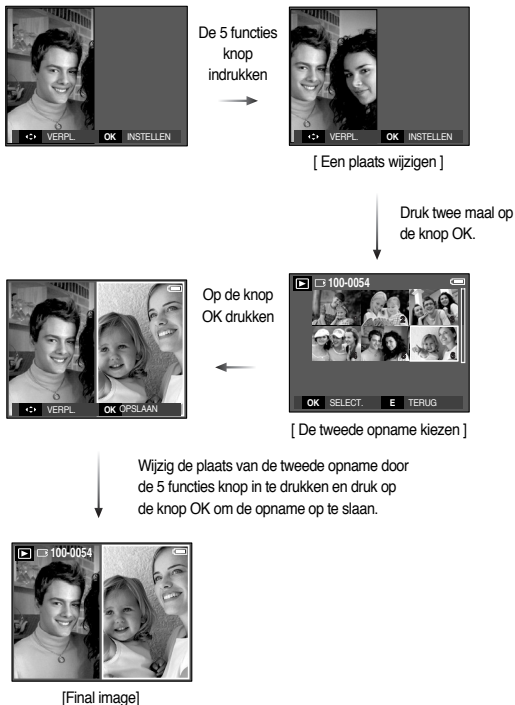 VERPL. OK INSTELLEN
De 5 functies
knop
indrukken
VERPL. OK INSTELLEN
[ Een plaats wijzigen ]
Druk twee maal op
de knop OK.
100-0054
2
5 6
OK SELECT. E TERUG
[ De tweede opname kiezen ]
Op de knop
OK drukken
VERPL. OK OPSLAAN
Wijzig de plaats van de tweede opname door
de 5 functies knop in te drukken en druk op
de knop OK om de opname op te slaan.
100-0054
[Final image]